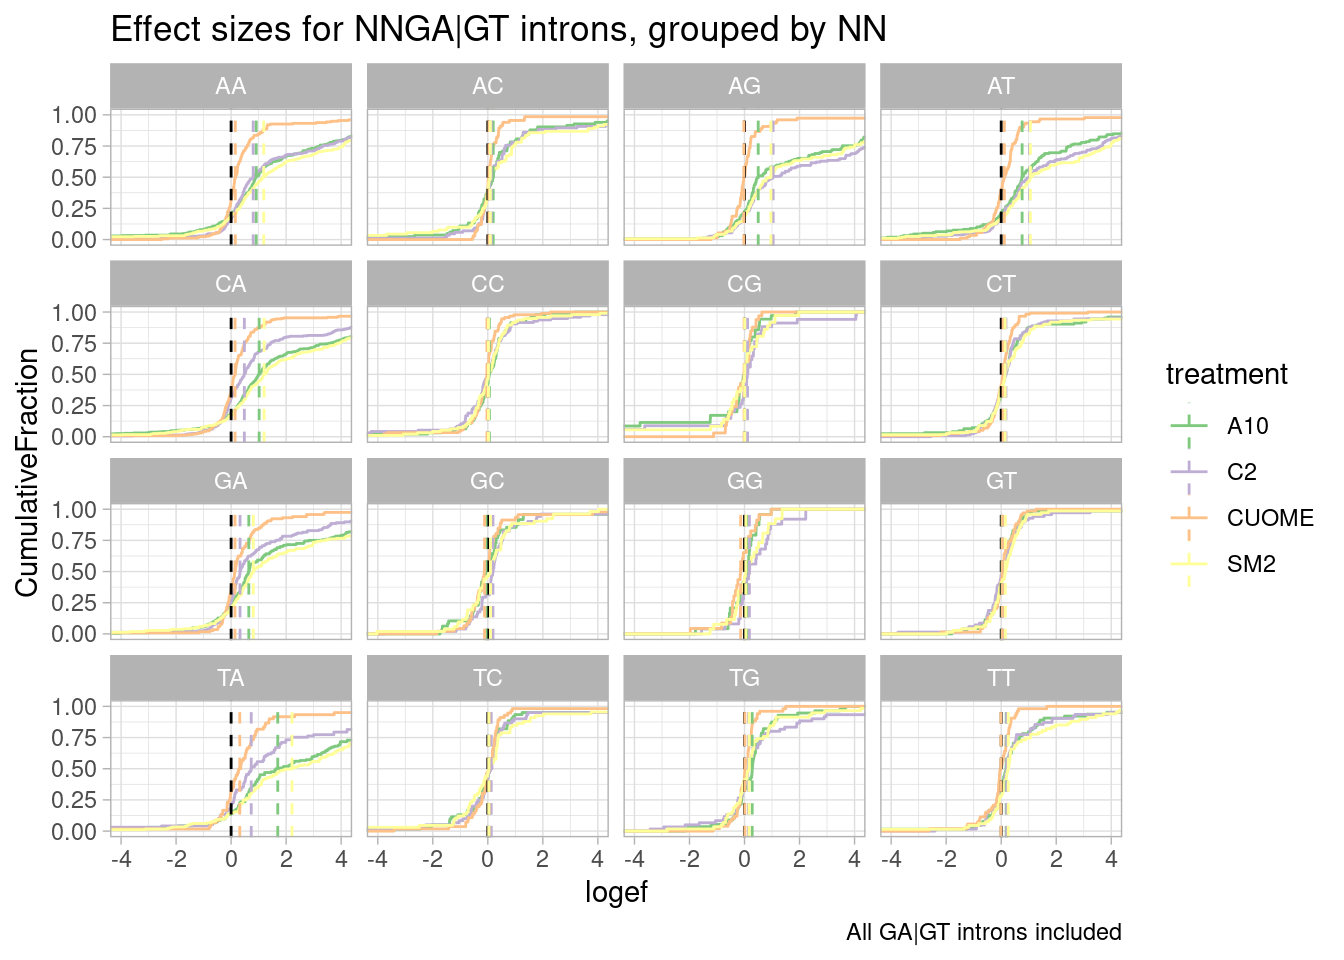 Effect sizes for NNGA|GT introns, grouped by NN
AA AC AG AT
1.00
0.75
0.50
0.25
0.00
CA CC CG CT
1.00
0.75
0.50
0.25
0.00
GA GC GG GT
1.00
0.75
0.50
0.25
0.00
TA TC TG TT
1.00
0.75
0.50
0.25
0.00
-4 -2 0 2 4 -4 -2 0 2 4 -4 -2 0 2 4 -4 -2 0 2 4
CumulativeFraction
logef
treatment
A10
C2
CUOME
SM2
All GA|GT introns included